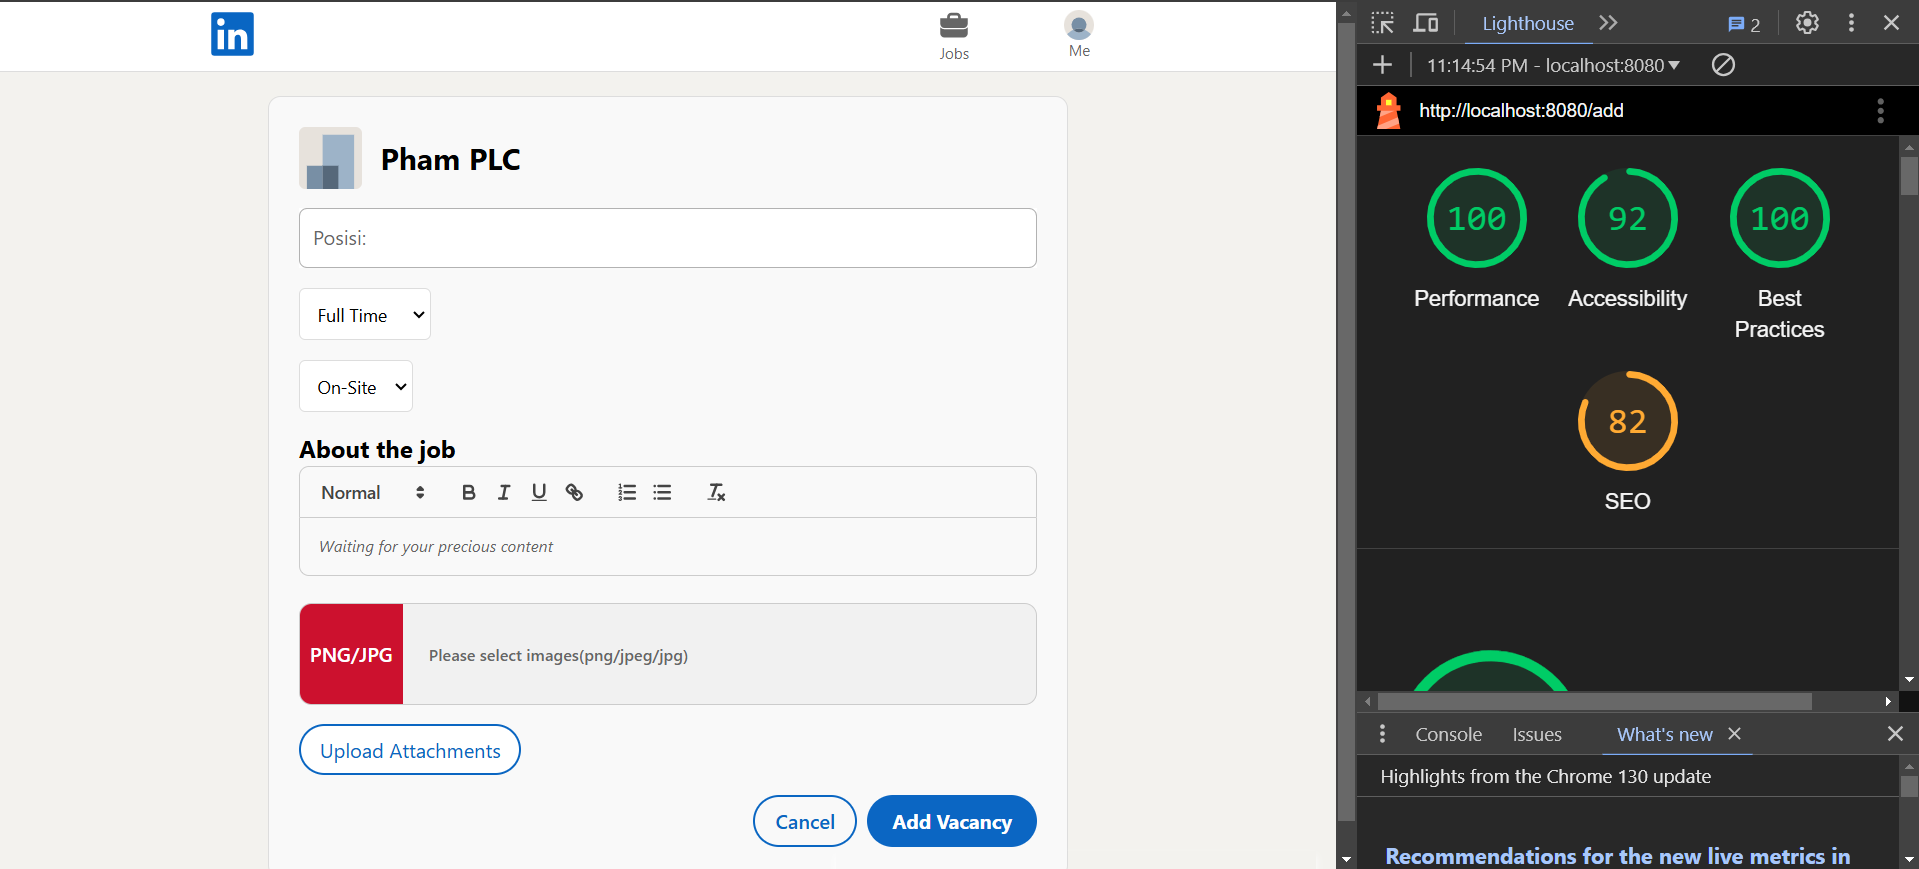 in
Jobs
Me
Pham PLC
Posisi:
Full Time
On-Site
About the job
Normal
B I U
Waiting for your precious content
PNG/JPG
Please select images(png/jpeg/jpg)
Upload Attachments
Cancel
Add Vacancy
Lighthouse
2
11:14:54 PM - localhost:8080
http://localhost:8080/add
100
92
100
Performance
Accessibility
Best
Practices
82
SEO
Console
Issues
What's new
Highlights from the Chrome 130 update
Recommendations for the new live metrics in